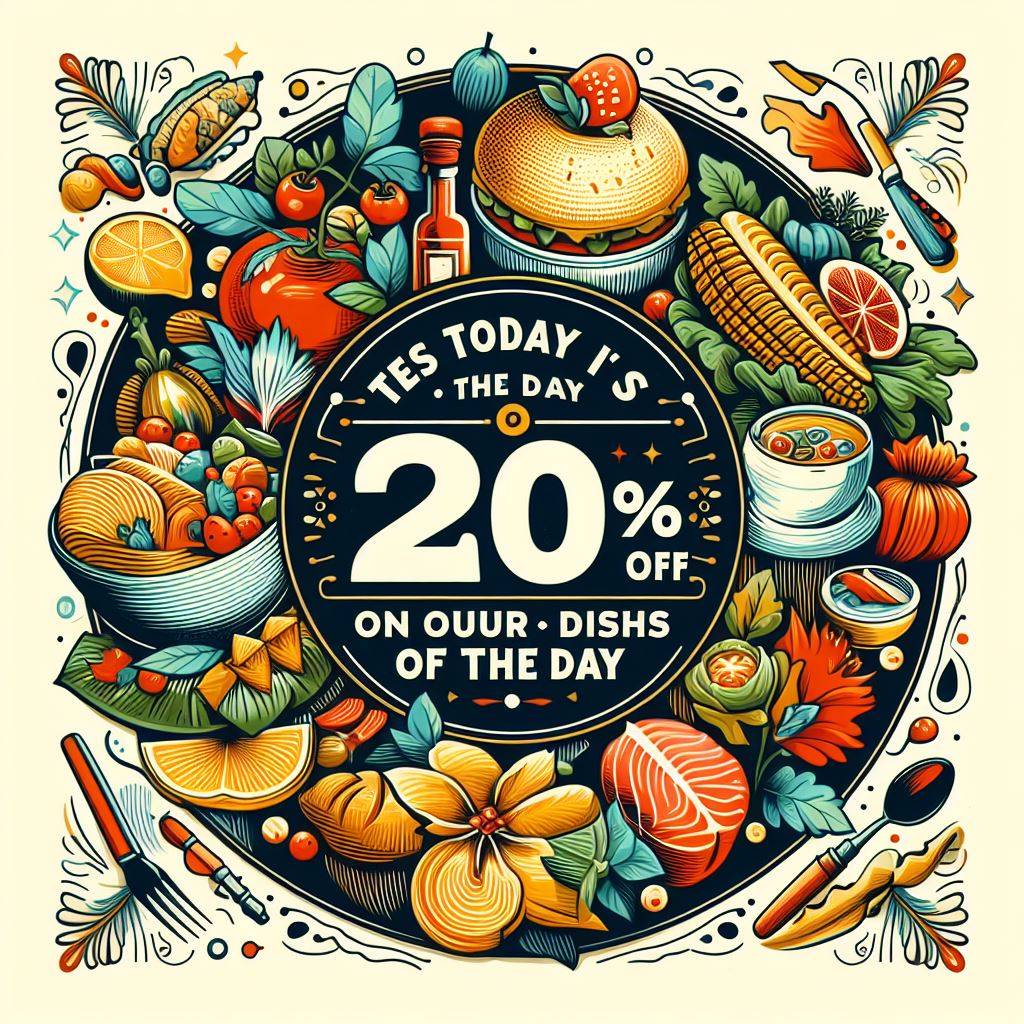 TES TODAY I'S
• THE DAY
20%
OFF
ON OUUR • DISHS
OF THE DAY